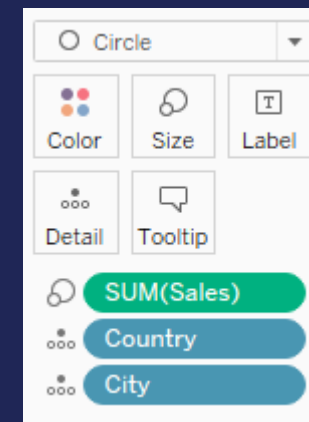 Circle
Color Size Label
Detail Tooltip
SUM(Sales)
Country
City